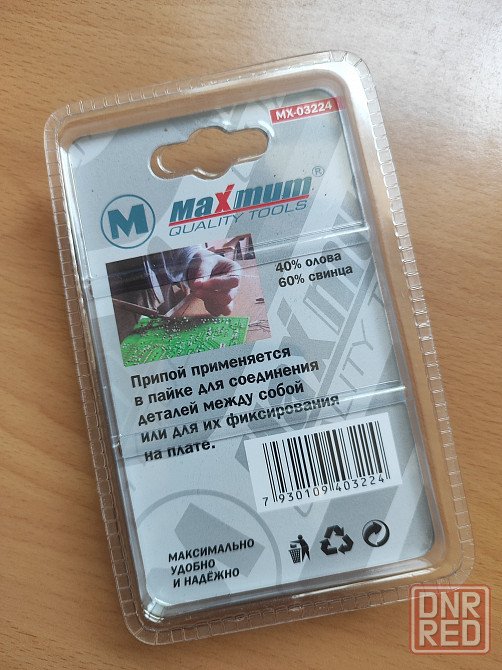 MX-03224
M
MaXmum®
QUALITY TOOLS
40% олова
60% свинца
Припой применяется
в пайке для соединения
деталей между собой
или для их фиксирования
на плате.
7 930109 403224
МАКСИМАЛЬНО
УДОБНО
И НАДЁЖНО
DNR
RED